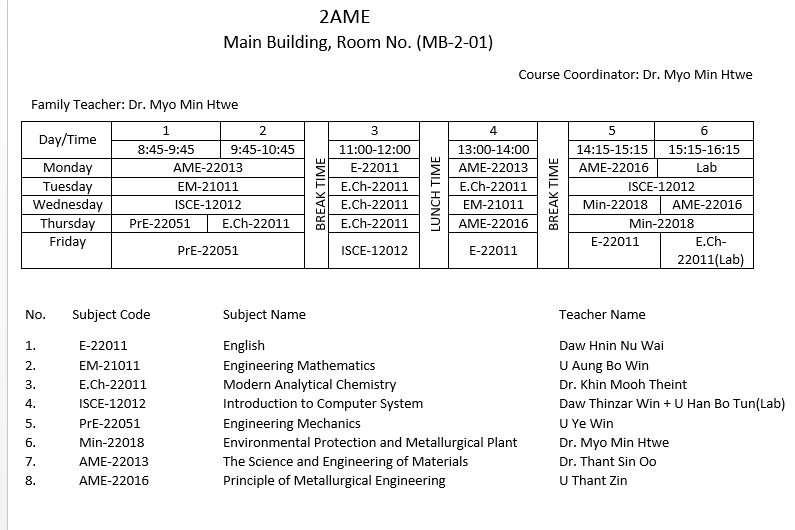 2AME
Main Building, Room No. (MB-2-01)
Course Coordinator: Dr. Myo Min Htwe
Family Teacher: Dr. Myo Min Htwe
Day/Time 1 2 BREAK TIME 3 LUNCH TIME 4 BREAK TIME 5 6
8:45-9:45 9:45-10:45 11:00-12:00 13:00-14:00 14:15-15:15 15:15-16:15
Monday AME-22013 E-22011 AME-22013 AME-22016 Lab
Tuesday EM-21011 E.Ch-22011 E.Ch-22011 ISCE-12012
Wednesday ISCE-12012 E.Ch-22011 EM-21011 Min-22018 AME-22016
Thursday PrE-22051 E.Ch-22011 E.Ch-22011 AME-22016 Min-22018
Friday PrE-22051 ISCE-12012 E-22011 E-22011 E.Ch-
22011(Lab)
No. Subject Code Subject Name Teacher Name
1. E-22011 English Daw Hnin Nu Wai
2. EM-21011 Engineering Mathematics U Aung Bo Win
3. E.Ch-22011 Modern Analytical Chemistry Dr. Khin Mooh Theint
4. ISCE-12012 Introduction to Computer System Daw Thinzar Win + U Han Bo Tun(Lab)
5. PrE-22051 Engineering Mechanics U Ye Win
6. Min-22018 Environmental Protection and Metallurgical Plant Dr. Myo Min Htwe
7. AME-22013 The Science and Engineering of Materials Dr. Thant Sin Oo
8. AME-22016 Principle of Metallurgical Engineering U Thant Zin